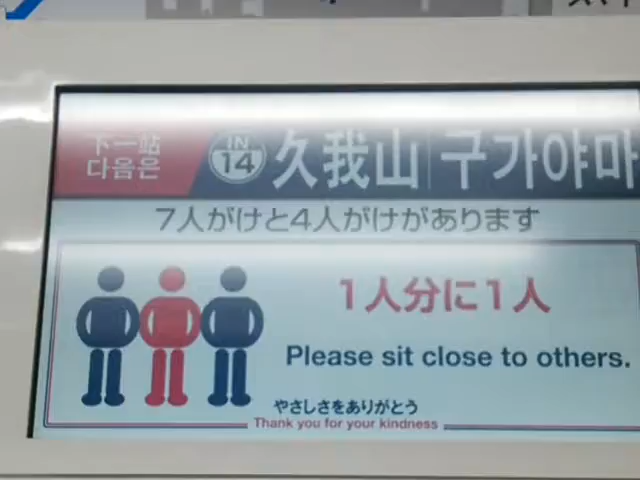 下一站
다음은
IN
14
久我山
구가야마
7人がけと4人がけがあります
1人分に1人
Please sit close to others.
やさしさをありがとう
Thank you for your kindness